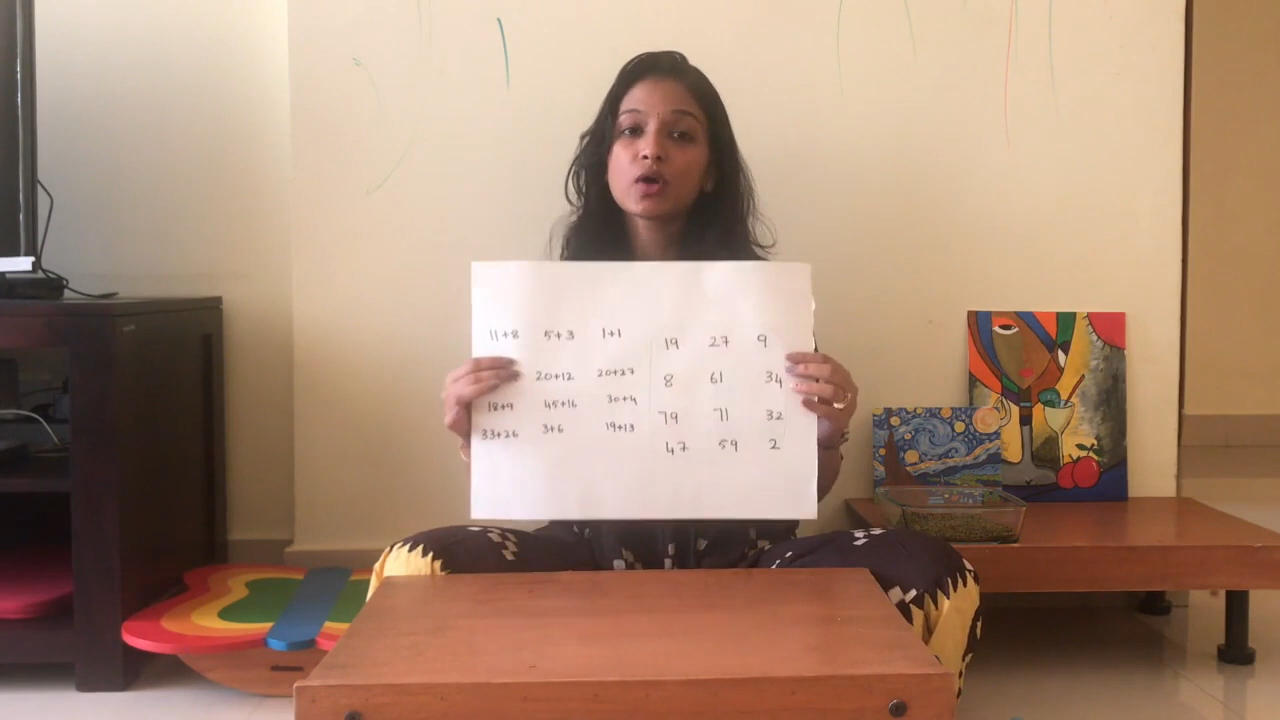 11+8 5+3 1+1
20+12 20+27
18+9 45+16 30+4
33+26 3+6 19+13
19 27 9
8 61 34
79 71 32
47 59 2